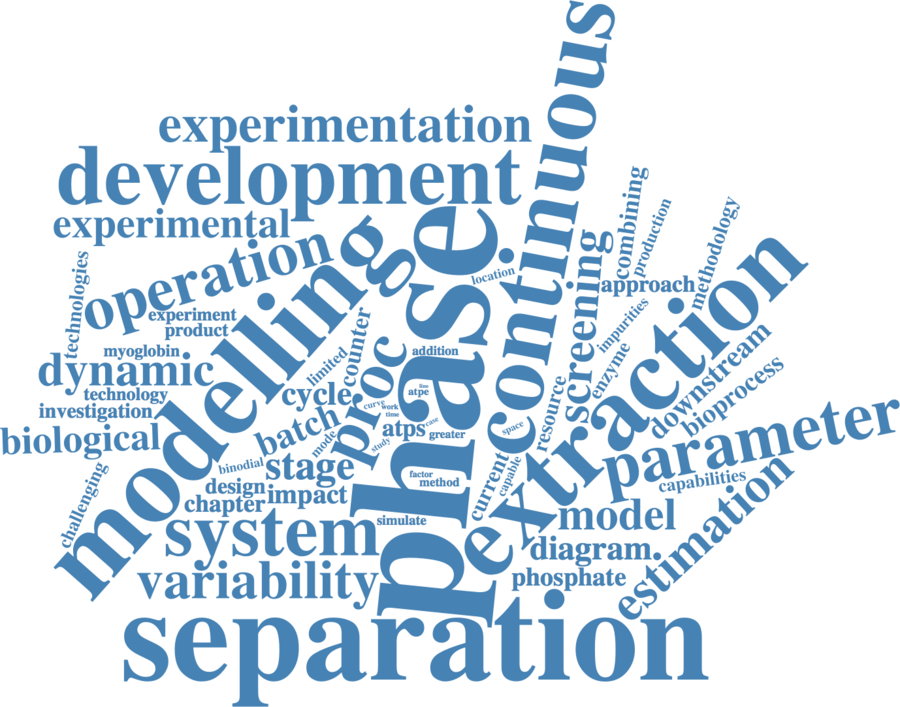 continuous
experimentation
development
experimental
combining
production
methodology
phase
operation
modelling
technologies
location
screening
approach
extraction
experiment
product
impurities
counter
myoglobin
limited
proc
addition
enzyme
downstream
dynamic
technology
cycle
curve
work
time
line
atpe
case
resource
bioprocess
investigation
batch
mode
study
atps
greater
space
parameter
biological
binodial
stage
factor
method
current
capable
capabilities
challenging
design
chapter
impact
system
simulate
model
estimation
variability
diagram.
phosphate
separation